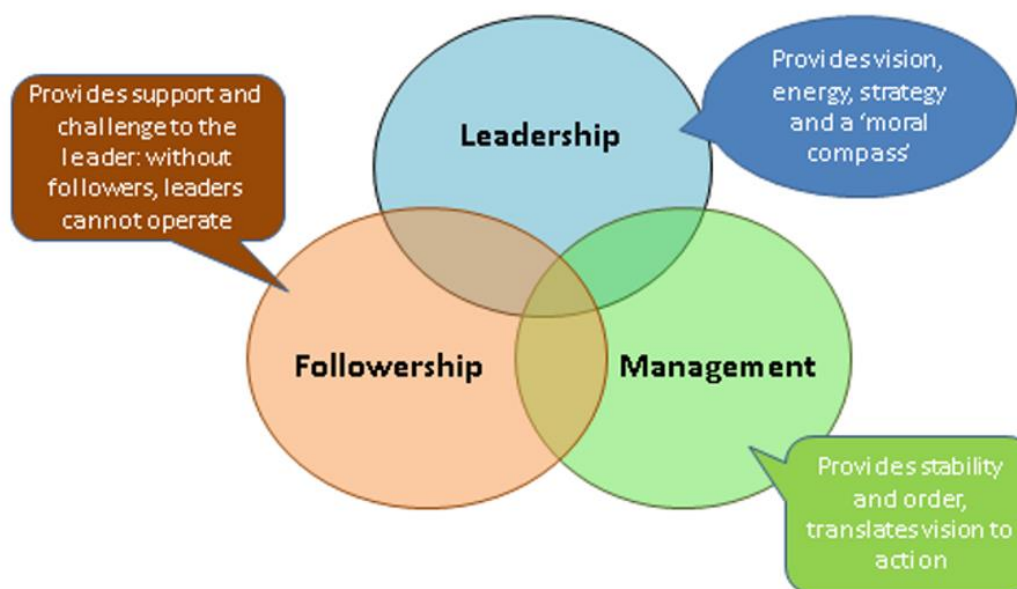 Provides vision,
energy, strategy
and a ‘moral
compass’
Provides support and
challenge to the
leader: without
followers, leaders
cannot operate
Leadership
Followership
Management
Provides stability
and order,
translates vision to
action